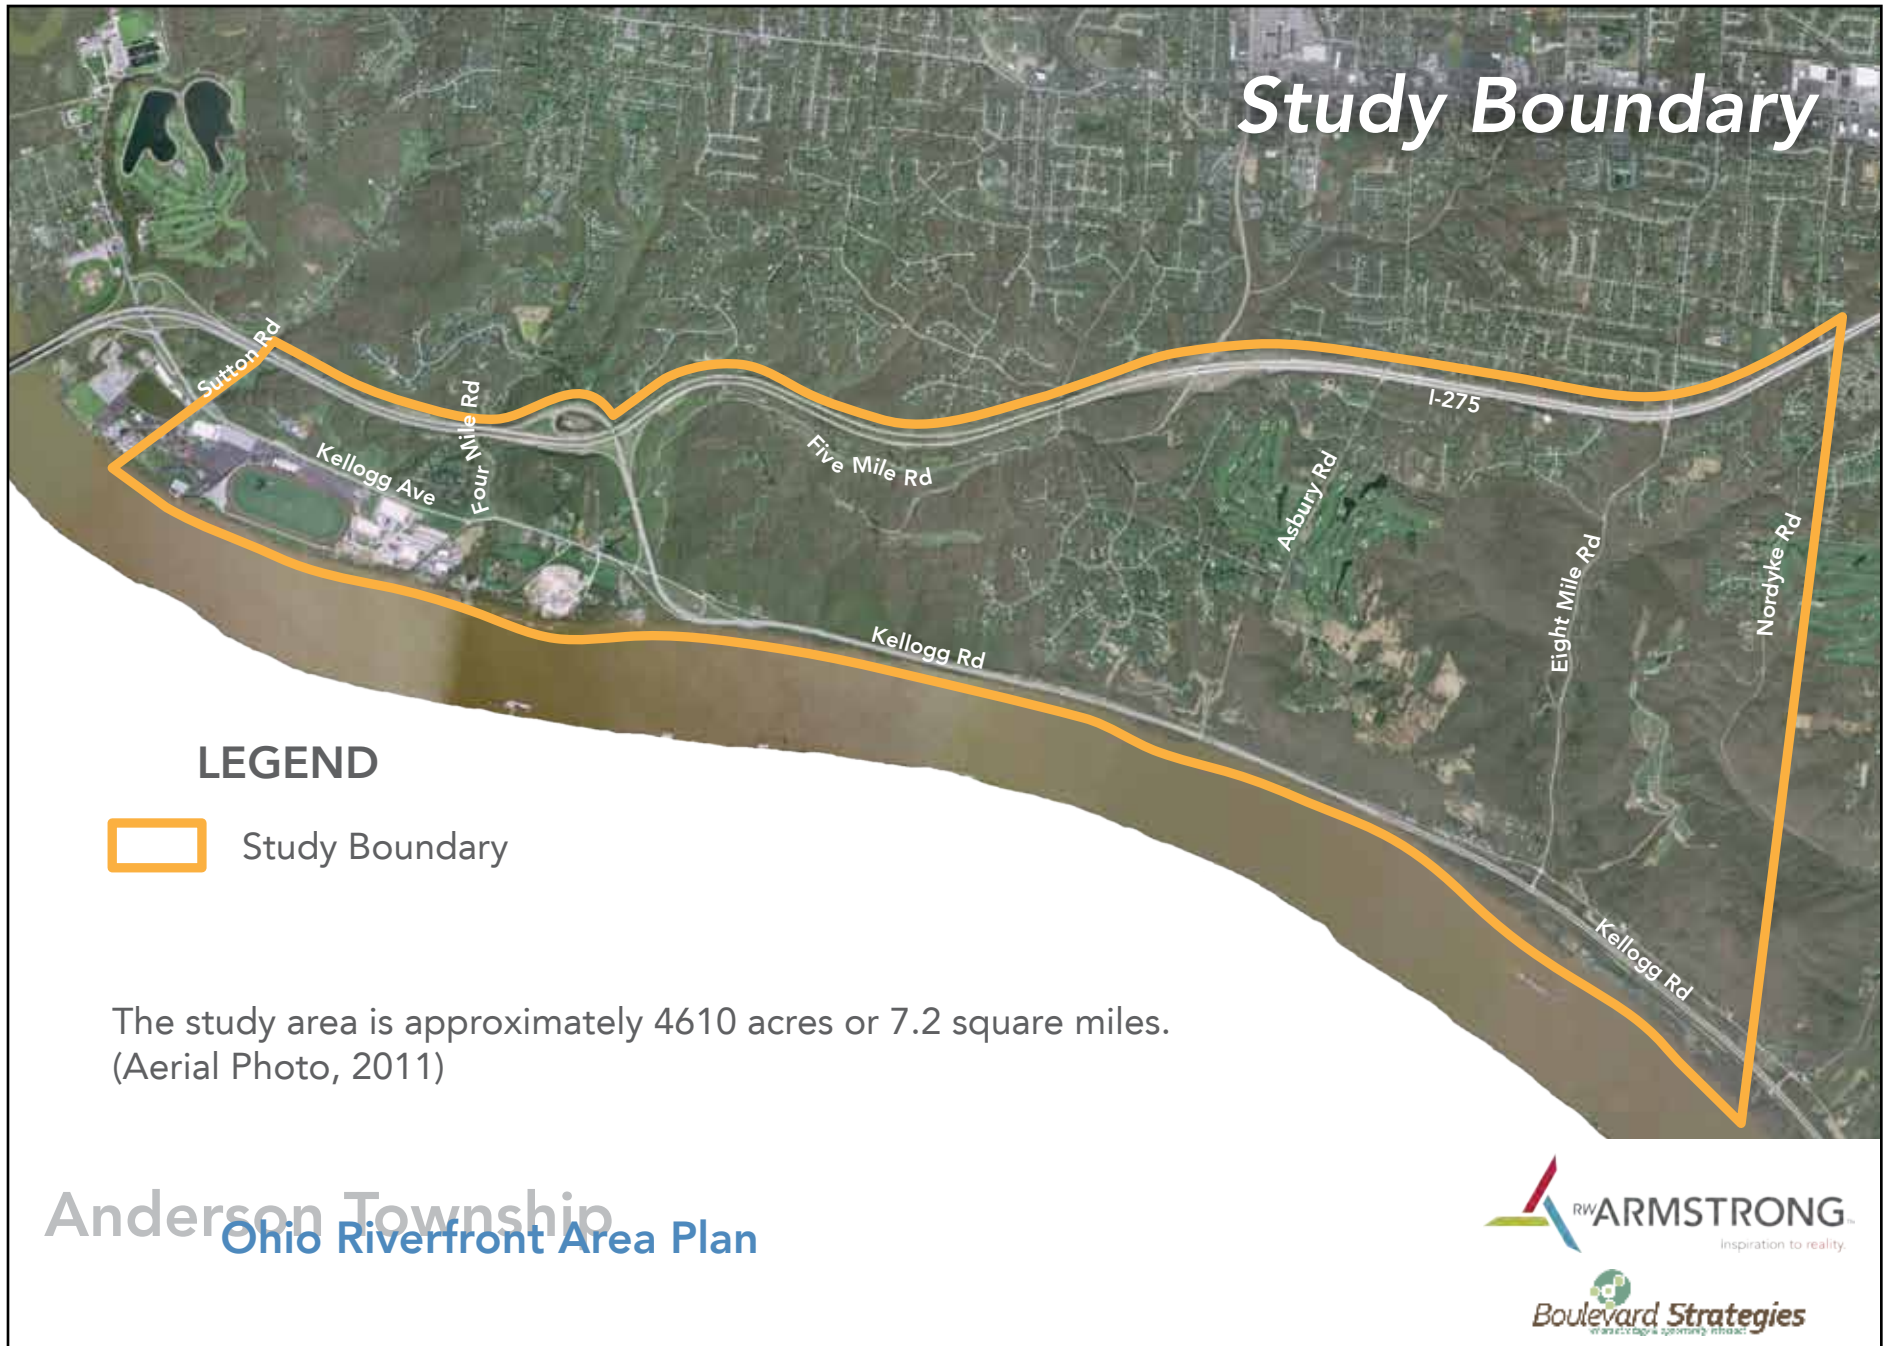 Study Boundary
Sutton Rd
Four Mile Rd
Kellogg Ave
Five Mile Rd
I-275
Asbury Rd
Eight Mile Rd
Nordyke Rd
Kellogg Rd
Kellogg Rd
LEGEND
Study Boundary
The study area is approximately 4610 acres or 7.2 square miles.
(Aerial Photo, 2011)
Anderson Township
Ohio Riverfront Area Plan
RWARMSTRONG™
Inspiration to reality.
Boulevard Strategies